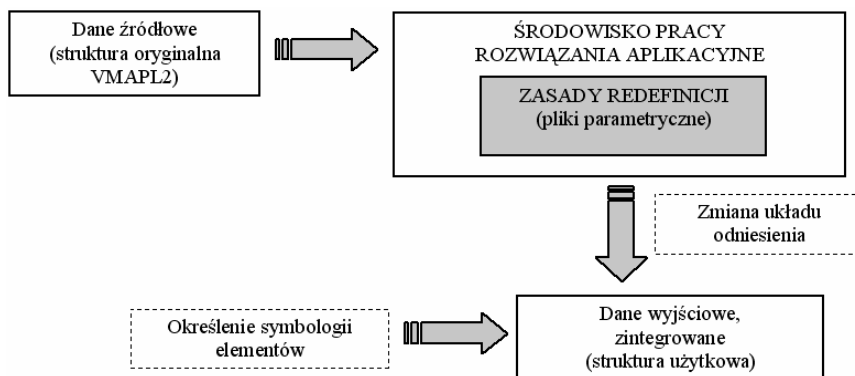 Dane źródłowe
(struktura oryginalna
VMAPL2)
ŚRODOWISKO PRACY
ROZWIĄZANIA APLIKACYJNE
ZASADY REDEFINICJI
(pliki parametryczne)
Zmiana układu
odniesienia
Określenie symbologii
elementów
Dane wyjściowe,
zintegrowane
(struktura użytkowa)